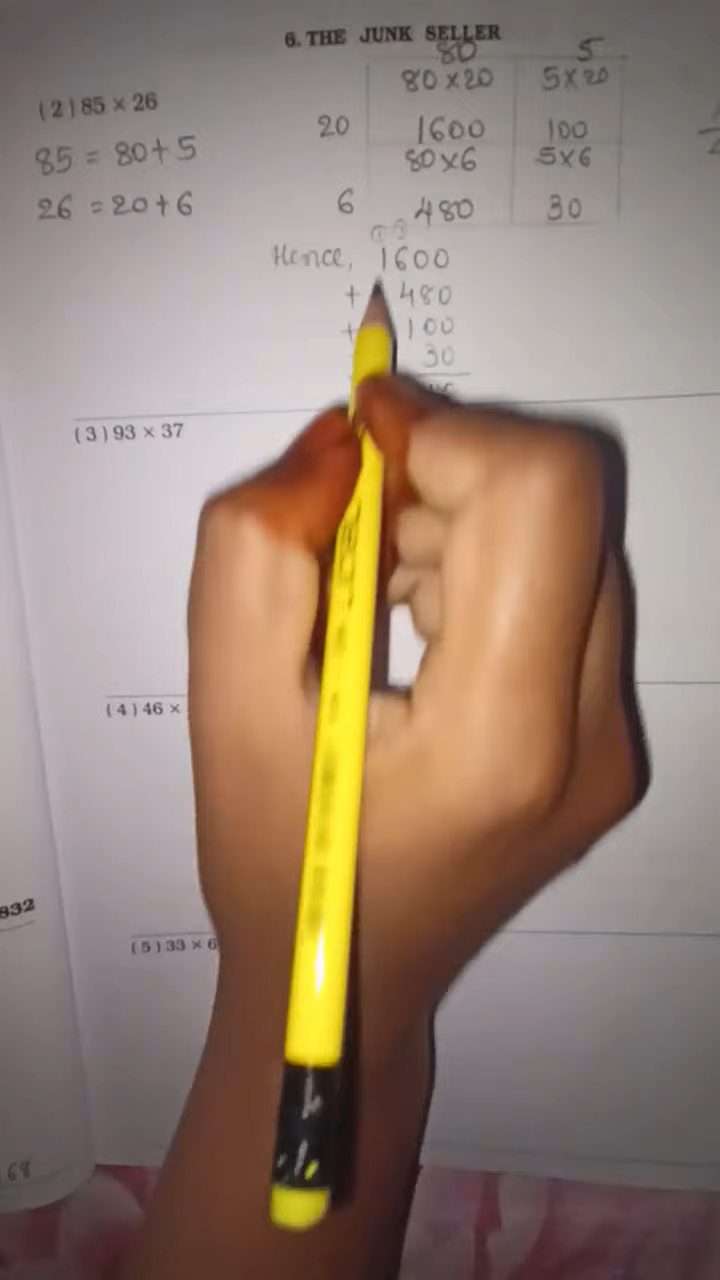 6. THE JUNK SELLER
80 5
(2) 85 × 26
80×20 5×20
85 = 80+5
20 1600 100
26 = 20+6
80×6 5×6
6 480 30
Hence, 1600
+ 480
+ 100
30
(3) 93 × 37
(4) 46 ×
(5) 33 × 6
832
68